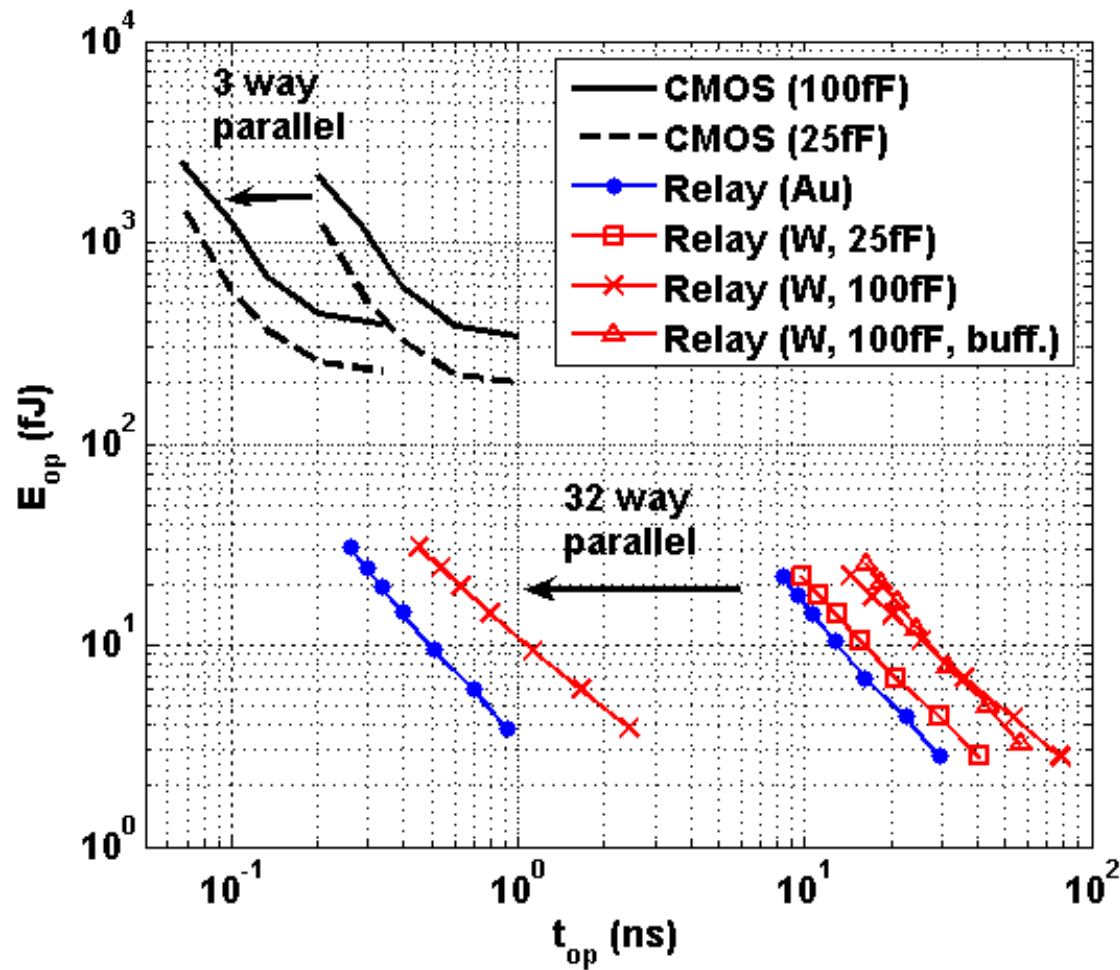 10^4
10^3
10^2
10^1
10^0
E_op (fJ)
3 way
parallel
CMOS (100fF)
CMOS (25fF)
Relay (Au)
Relay (W, 25fF)
Relay (W, 100fF)
Relay (W, 100fF, buff.)
32 way
parallel
10^-1
10^0
10^1
10^2
t_op (ns)